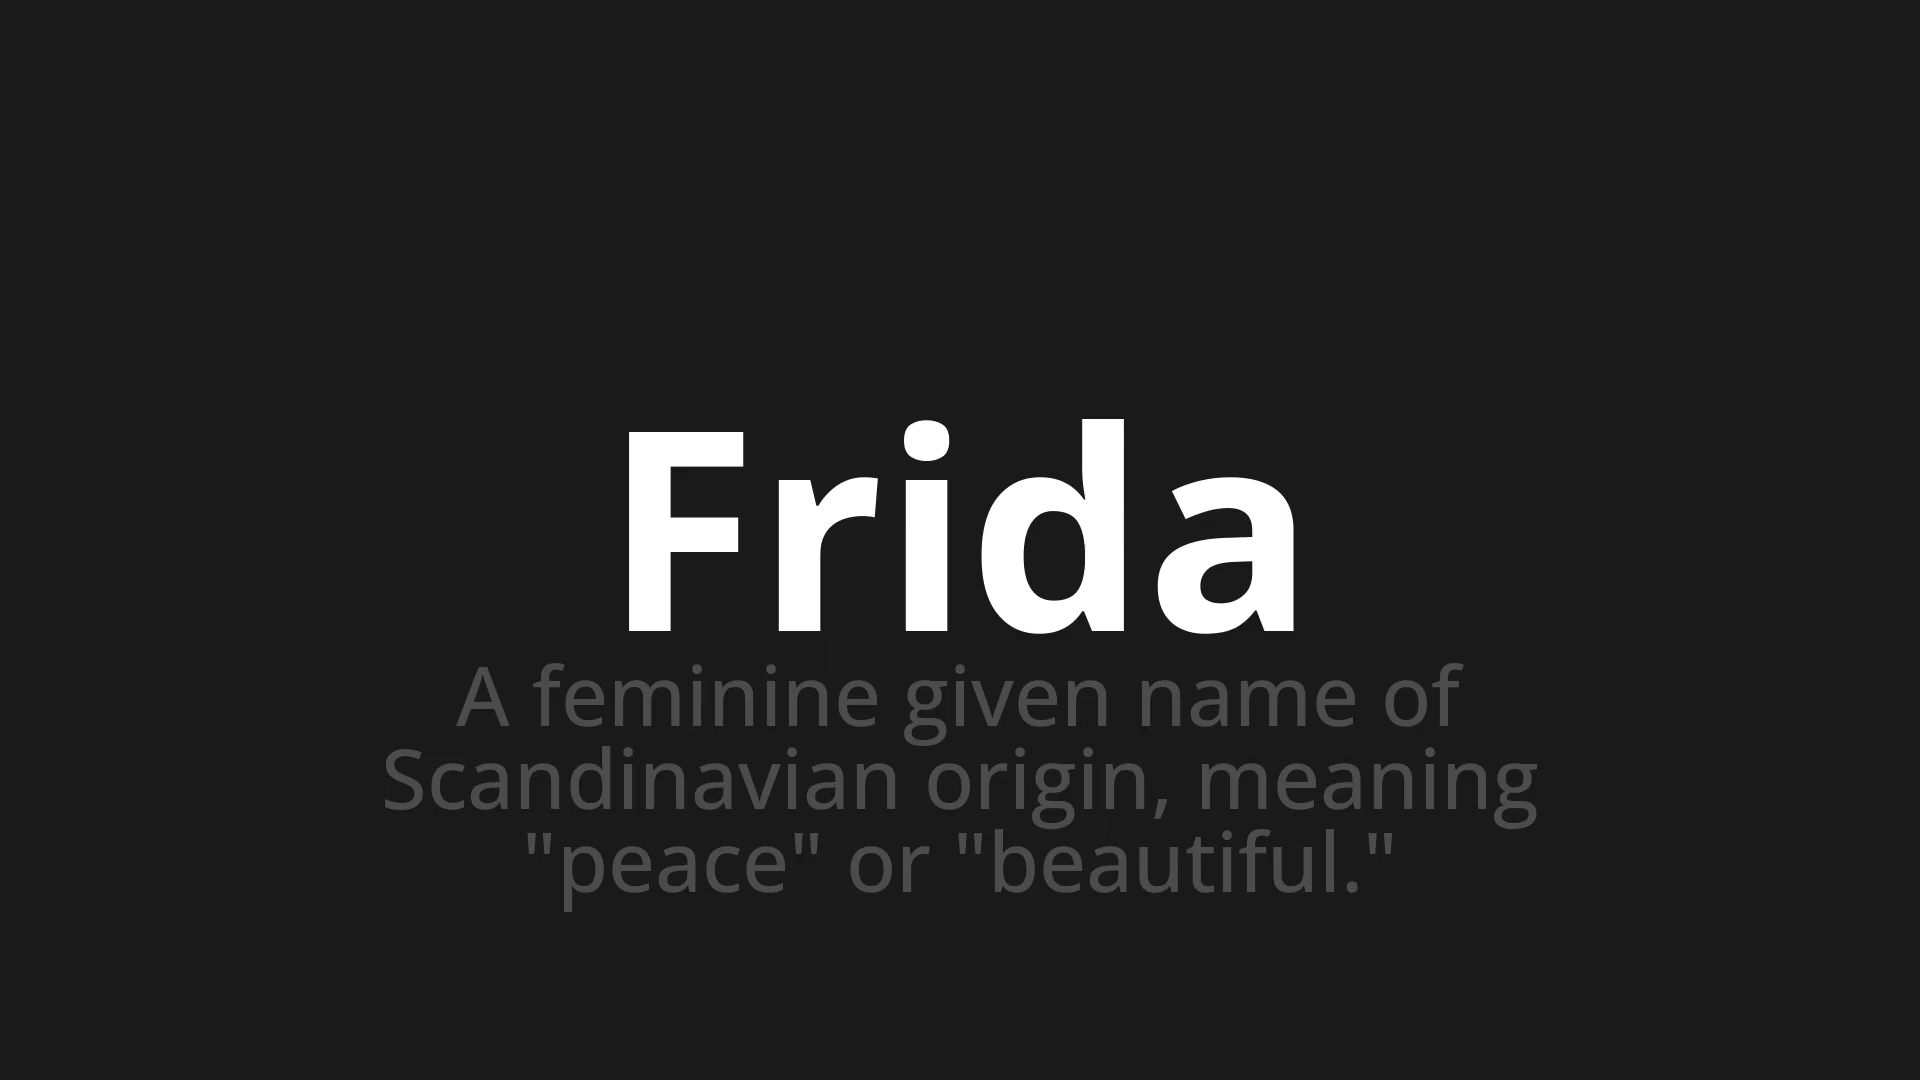 Frida
A feminine given name of
Scandinavian origin, meaning
"peace" or "beautiful."